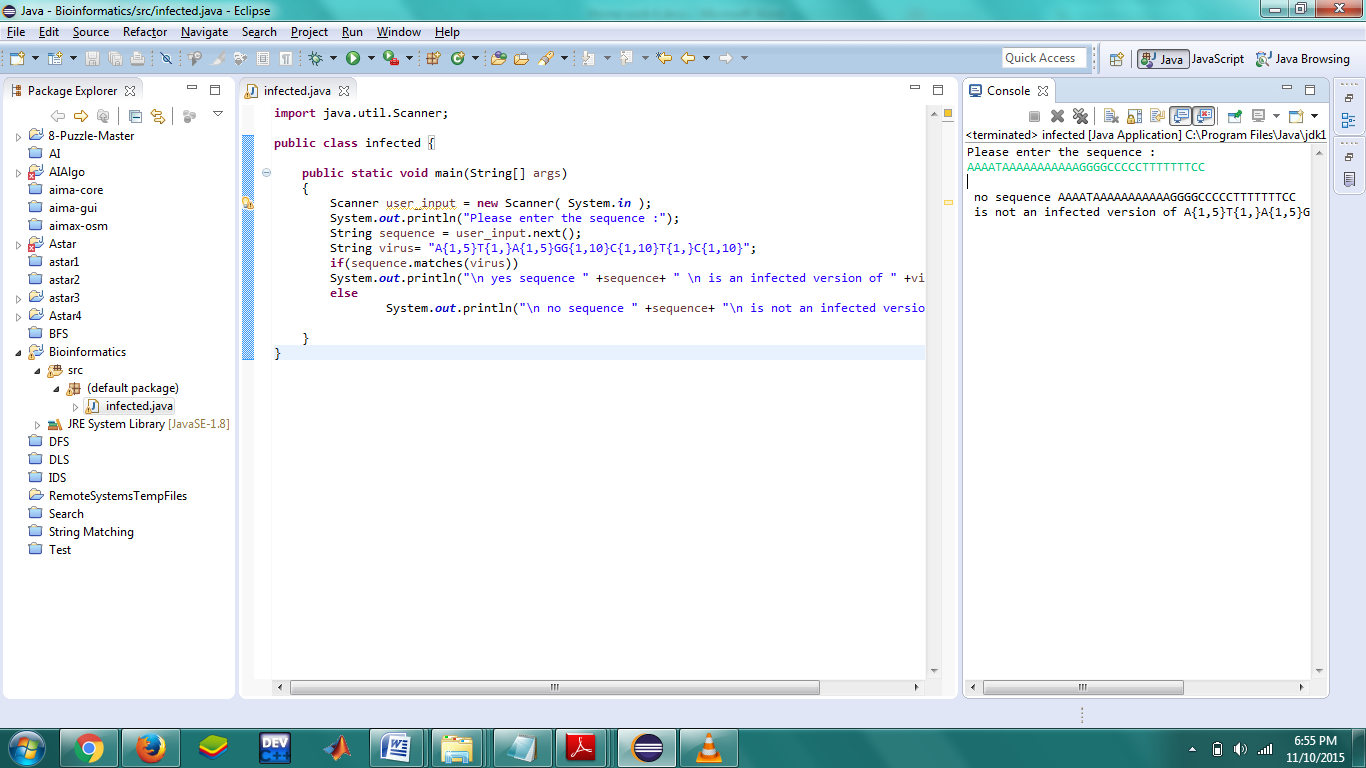 Java - Bioinformatics/src/infected.java - Eclipse
File Edit Source Refactor Navigate Search Project Run Window Help
Quick Access
Java JavaScript Java Browsing
Package Explorer
8-Puzzle-Master
AI
AIAlgo
aima-core
aima-gui
aimax-osm
Astar
astar1
astar2
astar3
Astar4
BFS
Bioinformatics
src
(default package)
infected.java
JRE System Library [JavaSE-1.8]
DFS
DLS
IDS
RemoteSystemsTempFiles
Search
String Matching
Test
infected.java
import java.util.Scanner;
public class infected {
public static void main(String[] args)
{
Scanner user_input = new Scanner( System.in );
System.out.println("Please enter the sequence :");
String sequence = user_input.next();
String virus= "A{1,5}T{1,}A{1,5}GG{1,10}C{1,10}T{1,}C{1,10}";
if(sequence.matches(virus))
System.out.println("\n yes sequence " +sequence+ " \n is an infected version of " +vi
else
System.out.println("\n no sequence " +sequence+ "\n is not an infected versio
}
}
Console
<terminated> infected [Java Application] C:\Program Files\Java\jdk1
Please enter the sequence :
AAAATAAAAAAAAAAAGGGGCCCCCTTTTTTTCC
no sequence AAAATAAAAAAAAAAAGGGGCCCCCTTTTTTTCC
is not an infected version of A{1,5}T{1,}A{1,5}G
DEV
C++
6:55 PM
11/10/2015